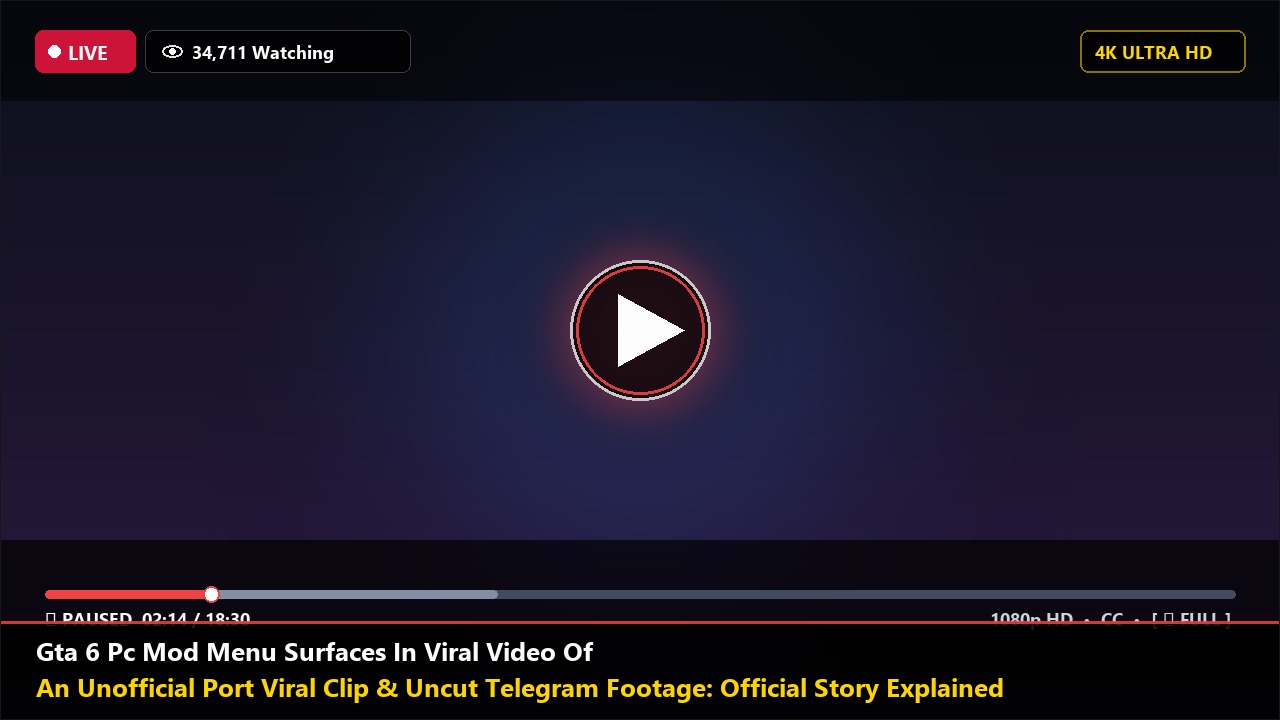 LIVE
34,711 Watching
4K ULTRA HD
PAUSED 02:14 / 18:30
1080p HD • CC • [ FULL ]
Gta 6 Pc Mod Menu Surfaces In Viral Video Of
An Unofficial Port Viral Clip & Uncut Telegram Footage: Official Story Explained